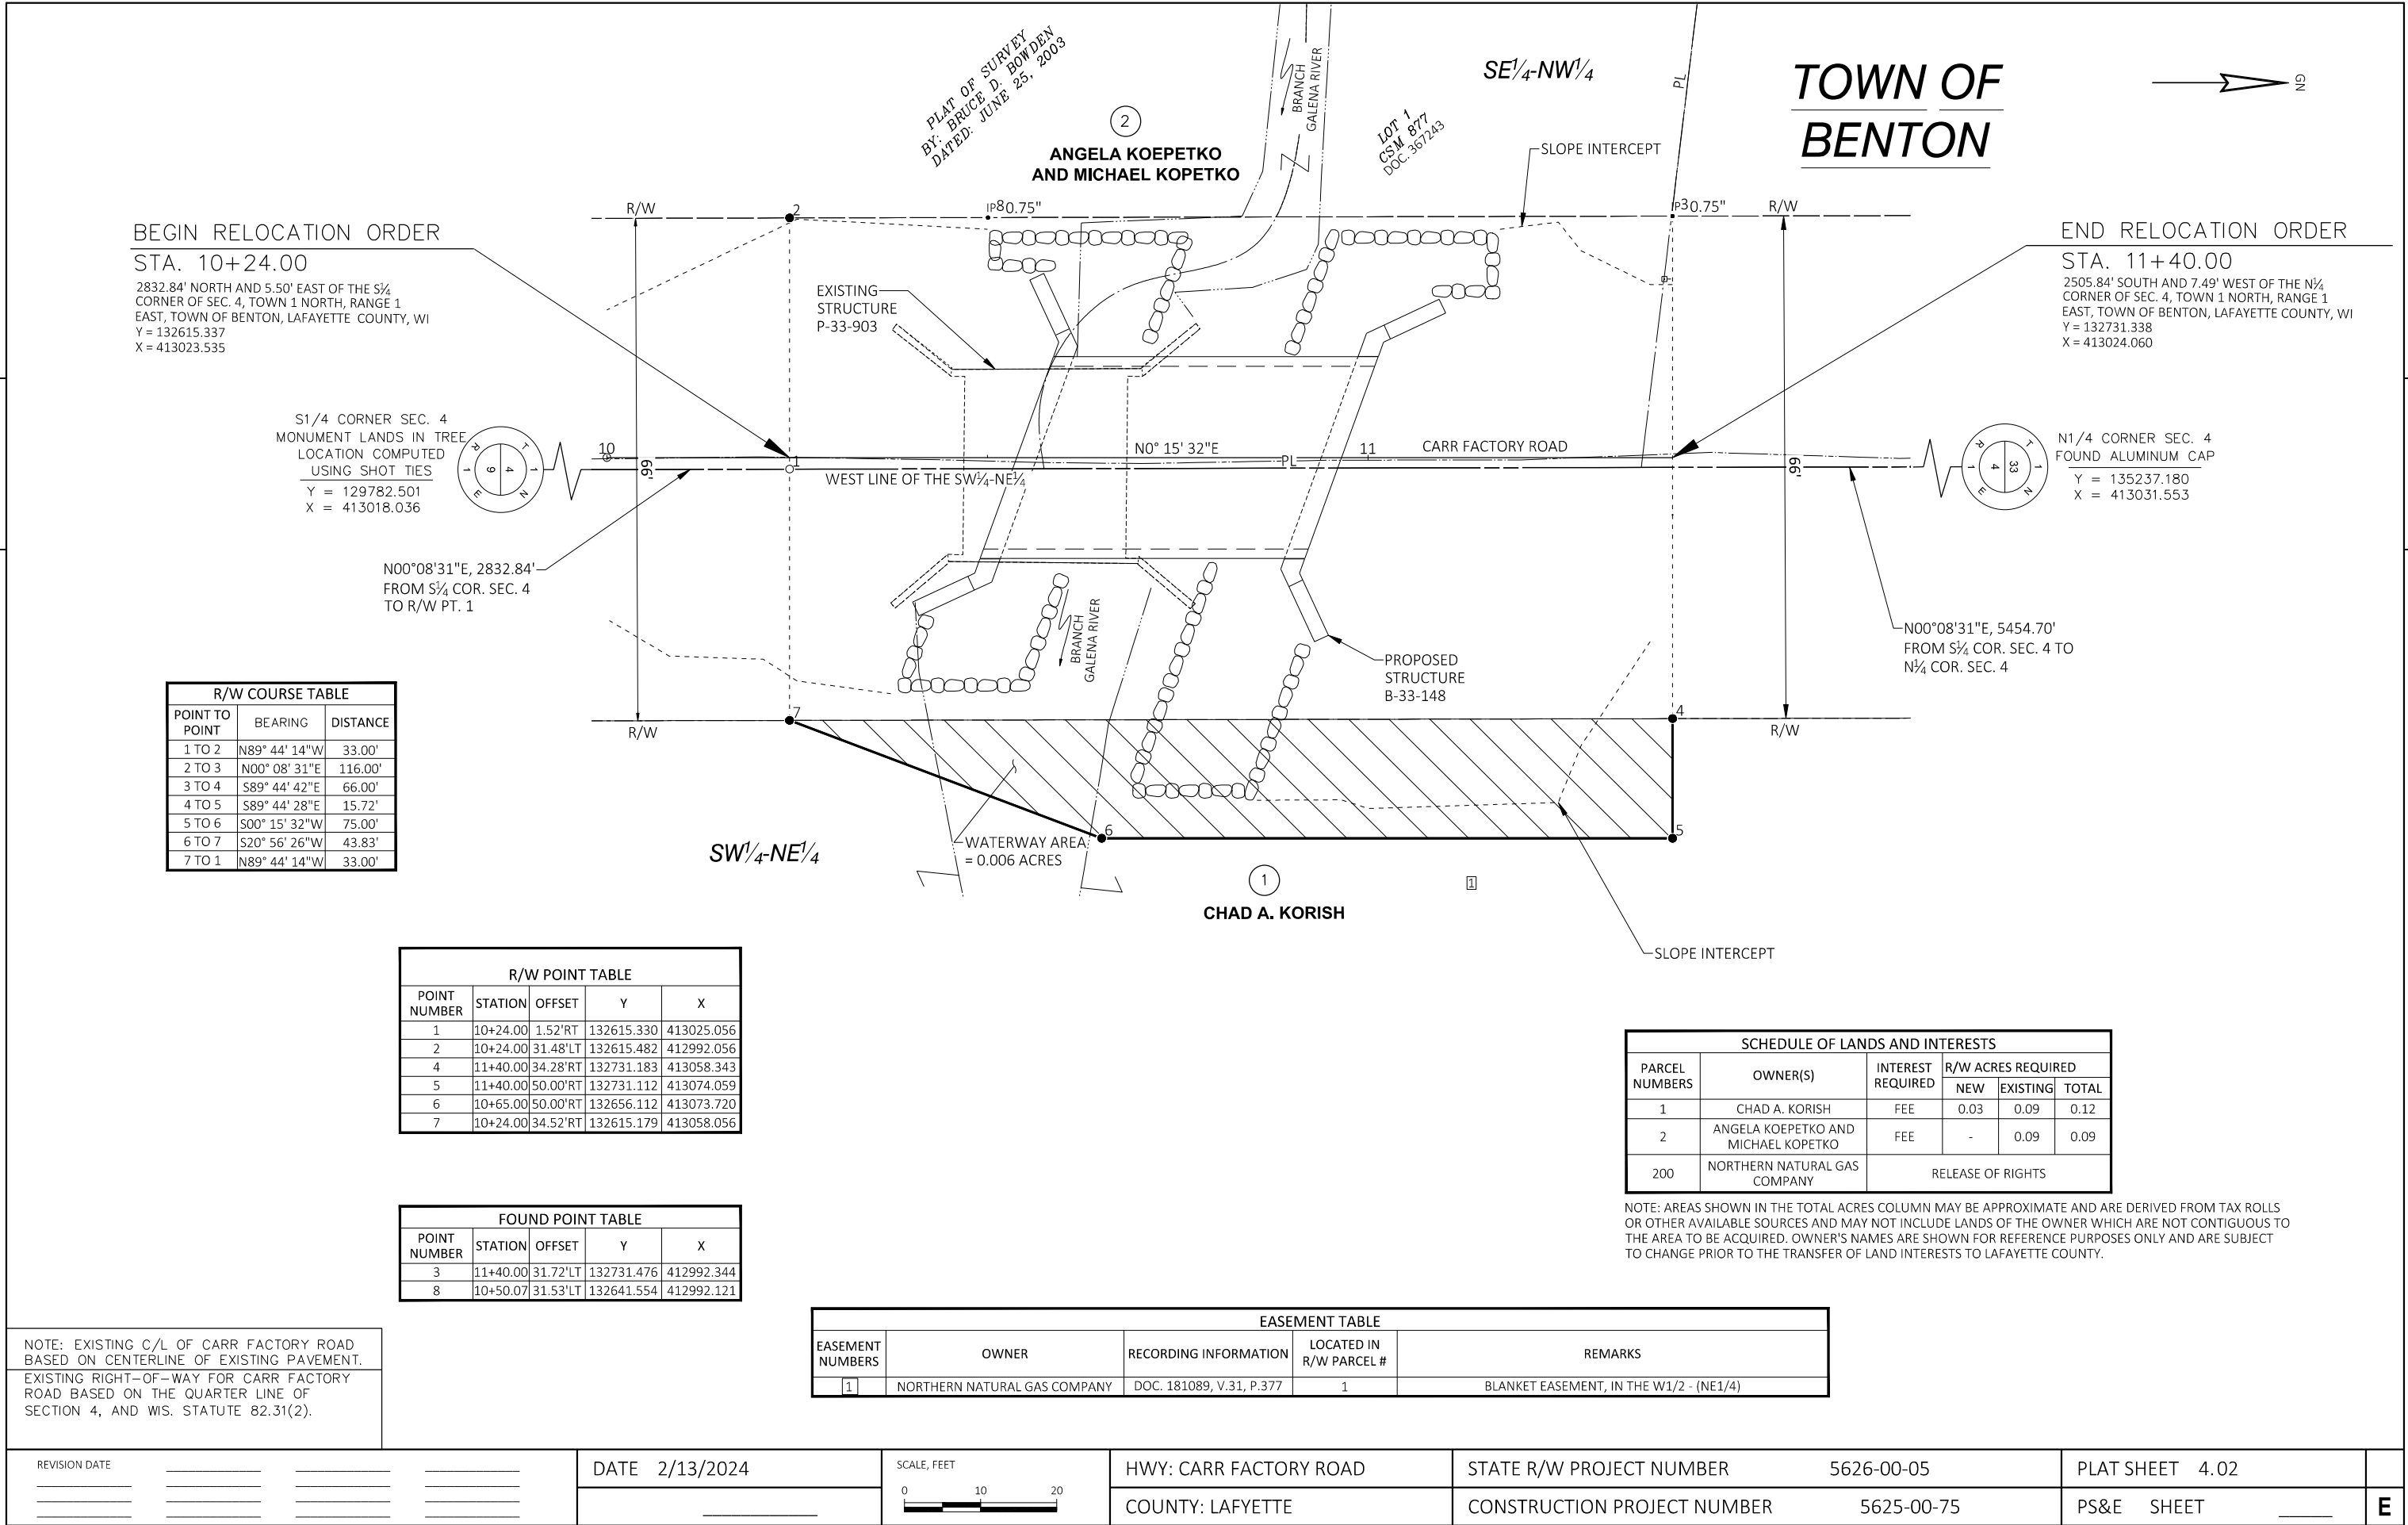 PLAT OF SURVEY
BY: BRUCE D. BOWDEN
DATED: JUNE 25, 2003
2
ANGELA KOEPETKO
AND MICHAEL KOPETKO
BRANCH
GALENA RIVER
LOT 1
CSM 877
DOC. 367243
SE¼-NW¼
PL
TOWN OF
BENTON
GN
SLOPE INTERCEPT
R/W
2
IP 8 0.75"
IP 3 0.75"
R/W
BEGIN RELOCATION ORDER
STA. 10+24.00
2832.84' NORTH AND 5.50' EAST OF THE S¼
CORNER OF SEC. 4, TOWN 1 NORTH, RANGE 1
EAST, TOWN OF BENTON, LAFAYETTE COUNTY, WI
Y = 132615.337
X = 413023.535
END RELOCATION ORDER
STA. 11+40.00
2505.84' SOUTH AND 7.49' WEST OF THE N¼
CORNER OF SEC. 4, TOWN 1 NORTH, RANGE 1
EAST, TOWN OF BENTON, LAFAYETTE COUNTY, WI
Y = 132731.338
X = 413024.060
EXISTING
STRUCTURE
P-33-903
S1/4 CORNER SEC. 4
MONUMENT LANDS IN TREE
LOCATION COMPUTED
USING SHOT TIES
Y = 129782.501
X = 413018.036
R T
1 9 4 1
E N
10
66'
1
N0° 15' 32"E
PL
11
CARR FACTORY ROAD
WEST LINE OF THE SW¼-NE¼
66'
R T
1 4 33 1
E N
N1/4 CORNER SEC. 4
FOUND ALUMINUM CAP
Y = 135237.180
X = 413031.553
N00°08'31"E, 2832.84'
FROM S¼ COR. SEC. 4
TO R/W PT. 1
N00°08'31"E, 5454.70'
FROM S¼ COR. SEC. 4 TO
N¼ COR. SEC. 4
BRANCH
GALENA RIVER
PROPOSED
STRUCTURE
B-33-148
R/W
7
4
R/W
6
5
WATERWAY AREA
= 0.006 ACRES
SW¼-NE¼
1
CHAD A. KORISH
1
SLOPE INTERCEPT
R/W COURSE TABLE
POINT TO POINT BEARING DISTANCE
1 TO 2 N89° 44' 14"W 33.00'
2 TO 3 N00° 08' 31"E 116.00'
3 TO 4 S89° 44' 42"E 66.00'
4 TO 5 S89° 44' 28"E 15.72'
5 TO 6 S00° 15' 32"W 75.00'
6 TO 7 S20° 56' 26"W 43.83'
7 TO 1 N89° 44' 14"W 33.00'
R/W POINT TABLE
POINT NUMBER STATION OFFSET Y X
1 10+24.00 1.52'RT 132615.330 413025.056
2 10+24.00 31.48'LT 132615.482 412992.056
4 11+40.00 34.28'RT 132731.183 413058.343
5 11+40.00 50.00'RT 132731.112 413074.059
6 10+65.00 50.00'RT 132656.112 413073.720
7 10+24.00 34.52'RT 132615.179 413058.056
FOUND POINT TABLE
POINT NUMBER STATION OFFSET Y X
3 11+40.00 31.72'LT 132731.476 412992.344
8 10+50.07 31.53'LT 132641.554 412992.121
SCHEDULE OF LANDS AND INTERESTS
PARCEL NUMBERS OWNER(S) INTEREST REQUIRED R/W ACRES REQUIRED
NEW EXISTING TOTAL
1 CHAD A. KORISH FEE 0.03 0.09 0.12
2 ANGELA KOEPETKO AND MICHAEL KOPETKO FEE - 0.09 0.09
200 NORTHERN NATURAL GAS COMPANY RELEASE OF RIGHTS
NOTE: AREAS SHOWN IN THE TOTAL ACRES COLUMN MAY BE APPROXIMATE AND ARE DERIVED FROM TAX ROLLS
OR OTHER AVAILABLE SOURCES AND MAY NOT INCLUDE LANDS OF THE OWNER WHICH ARE NOT CONTIGUOUS TO
THE AREA TO BE ACQUIRED. OWNER'S NAMES ARE SHOWN FOR REFERENCE PURPOSES ONLY AND ARE SUBJECT
TO CHANGE PRIOR TO THE TRANSFER OF LAND INTERESTS TO LAFAYETTE COUNTY.
EASEMENT TABLE
EASEMENT NUMBERS OWNER RECORDING INFORMATION LOCATED IN R/W PARCEL # REMARKS
1 NORTHERN NATURAL GAS COMPANY DOC. 181089, V.31, P.377 1 BLANKET EASEMENT, IN THE W1/2 - (NE1/4)
NOTE: EXISTING C/L OF CARR FACTORY ROAD
BASED ON CENTERLINE OF EXISTING PAVEMENT.
EXISTING RIGHT-OF-WAY FOR CARR FACTORY
ROAD BASED ON THE QUARTER LINE OF
SECTION 4, AND WIS. STATUTE 82.31(2).
REVISION DATE
DATE 2/13/2024
SCALE, FEET
0 10 20
HWY: CARR FACTORY ROAD
COUNTY: LAFYETTE
STATE R/W PROJECT NUMBER 5626-00-05
CONSTRUCTION PROJECT NUMBER 5625-00-75
PLAT SHEET 4.02
PS&E SHEET
E